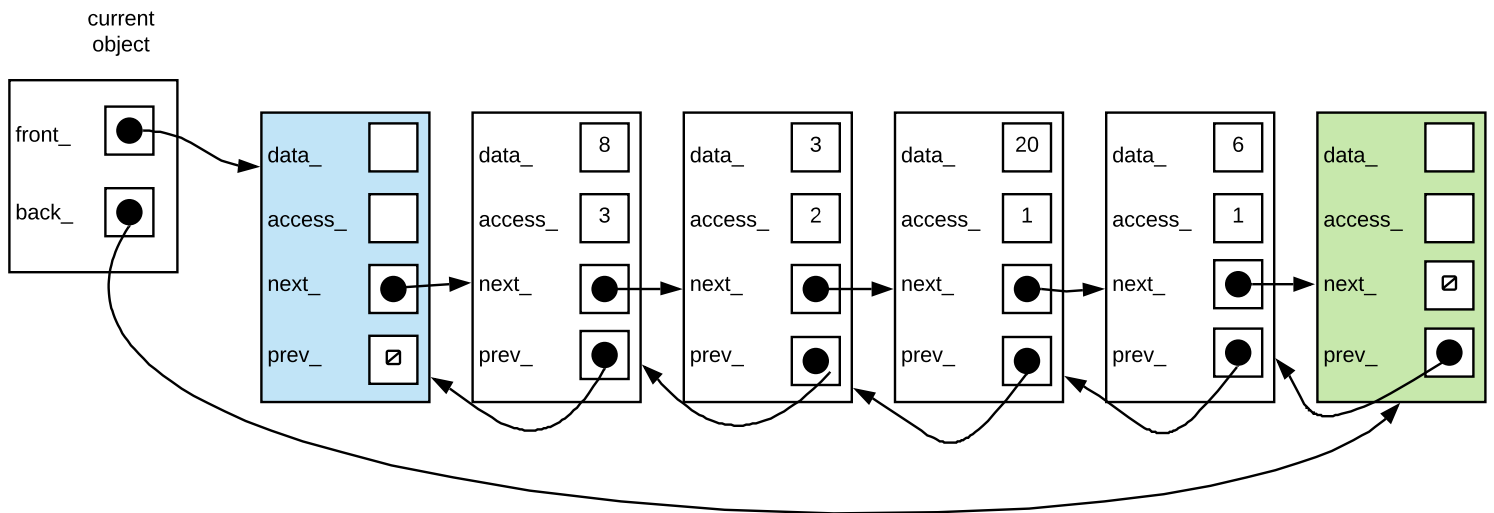 current
object
front_
back_
data_
access_
next_
prev_
data_ 8
access_ 3
next_
prev_
data_ 3
access_ 2
next_
prev_
data_ 20
access_ 1
next_
prev_
data_ 6
access_ 1
next_
prev_
data_
access_
next_
prev_